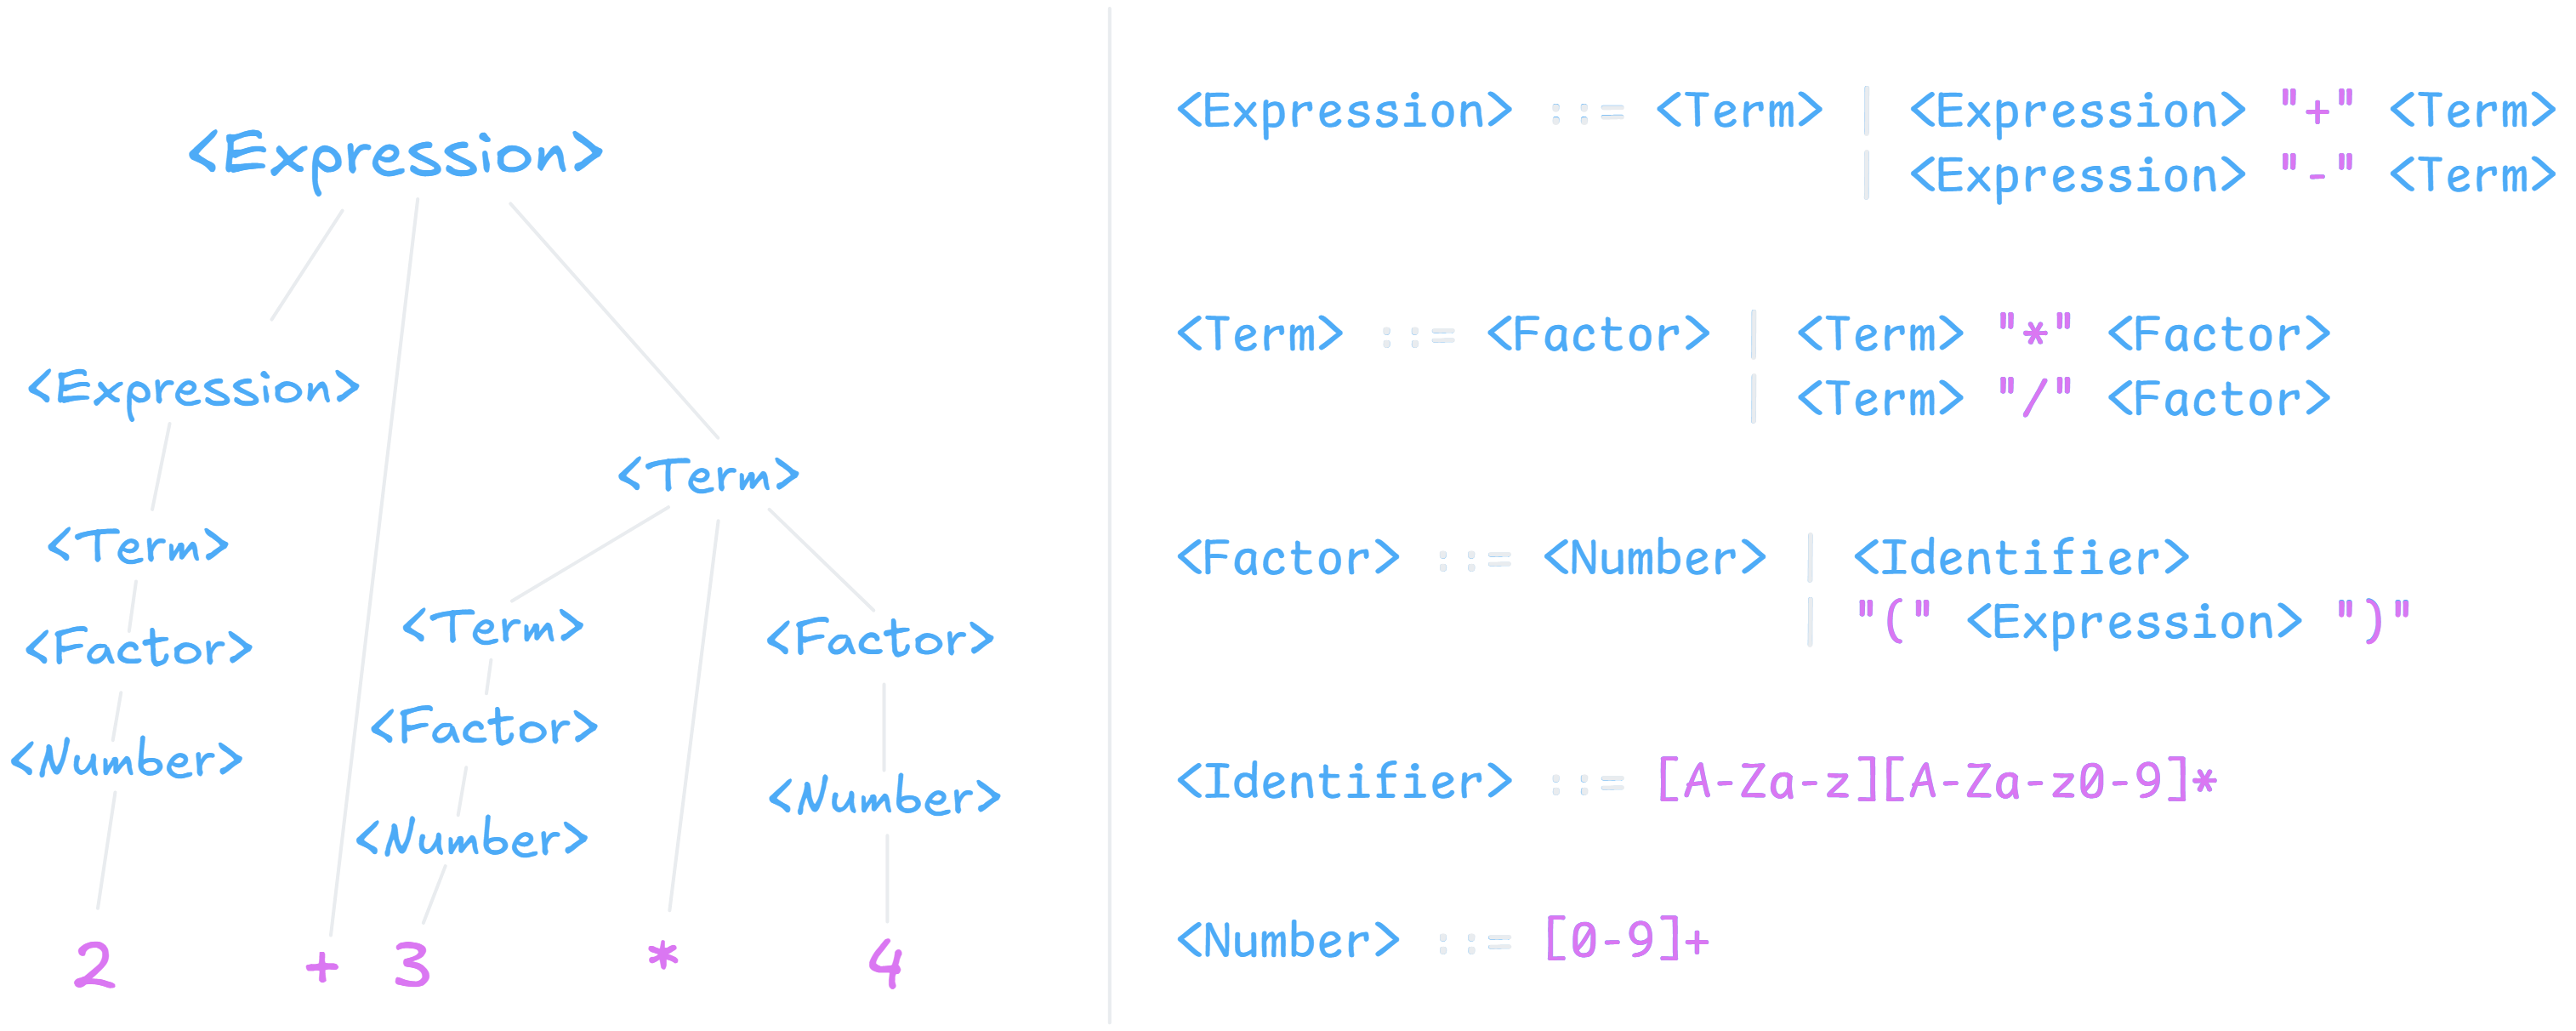 <Expression>
<Expression>
<Term>
<Term>
<Term>
<Factor>
<Factor>
<Factor>
<Number>
<Number>
<Number>
2 + 3 * 4
<Expression> ::= <Term> | <Expression> "+" <Term>
| <Expression> "-" <Term>
<Term> ::= <Factor> | <Term> "*" <Factor>
| <Term> "/" <Factor>
<Factor> ::= <Number> | <Identifier>
| "(" <Expression> ")"
<Identifier> ::= [A-Za-z][A-Za-z0-9]*
<Number> ::= [0-9]+